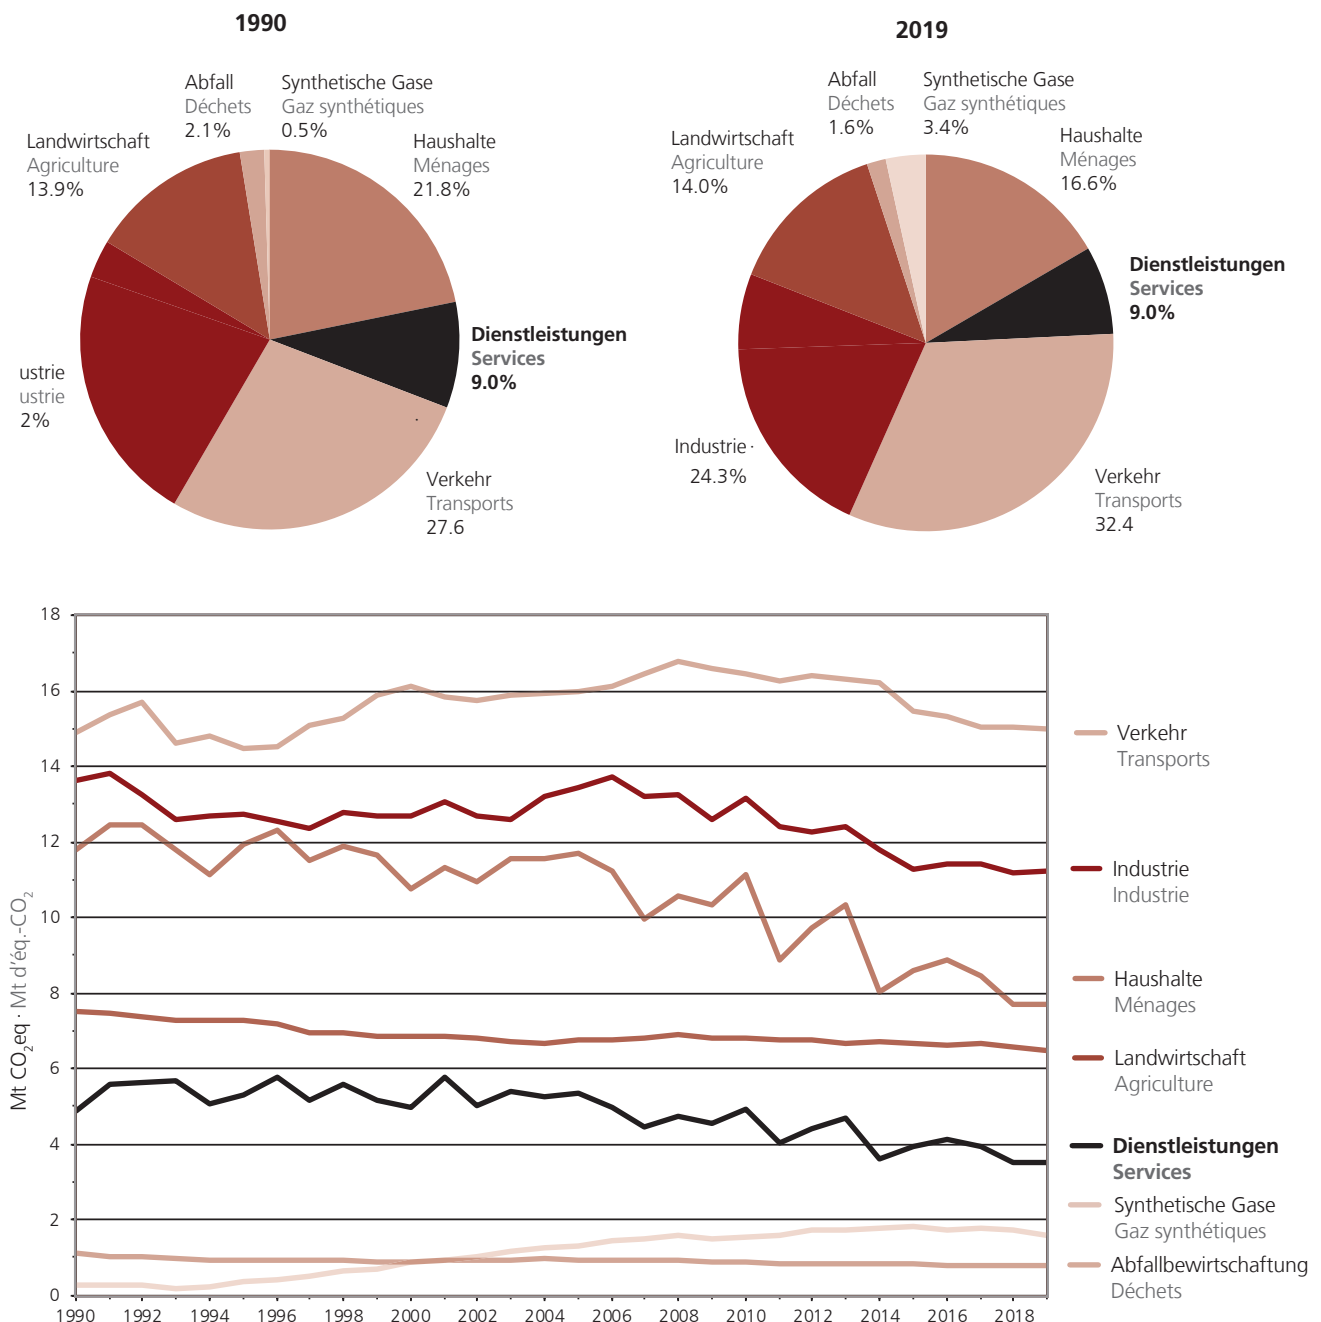 1990
Abfall
Déchets
2.1%
Synthetische Gase
Gaz synthétiques
0.5%
Landwirtschaft
Agriculture
13.9%
Haushalte
Ménages
21.8%
Dienstleistungen
Services
9.0%
ustrie
ustrie
2%
Verkehr
Transports
27.6
2019
Abfall
Déchets
1.6%
Synthetische Gase
Gaz synthétiques
3.4%
Landwirtschaft
Agriculture
14.0%
Haushalte
Ménages
16.6%
Dienstleistungen
Services
9.0%
Industrie ·
24.3%
Verkehr
Transports
32.4
Mt CO2eq · Mt d'éq.-CO2
18
16
14
12
10
8
6
4
2
0
1990 1992 1994 1996 1998 2000 2002 2004 2006 2008 2010 2012 2014 2016 2018
Verkehr
Transports
Industrie
Industrie
Haushalte
Ménages
Landwirtschaft
Agriculture
Dienstleistungen
Services
Synthetische Gase
Gaz synthétiques
Abfallbewirtschaftung
Déchets